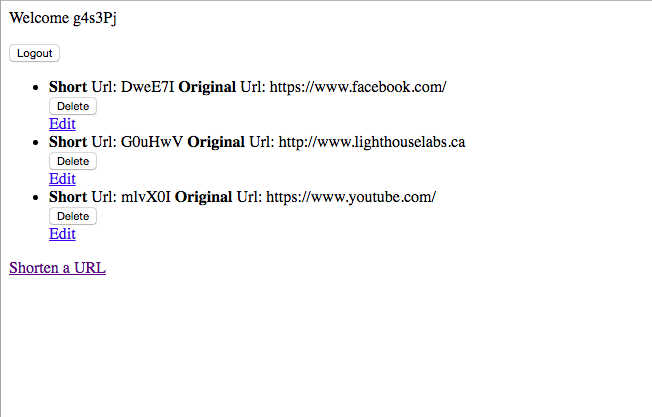 Welcome g4s3Pj
Logout
Short Url: DweE7I Original Url: https://www.facebook.com/
Delete
Edit
Short Url: G0uHwV Original Url: http://www.lighthouselabs.ca
Delete
Edit
Short Url: mlvX0I Original Url: https://www.youtube.com/
Delete
Edit
Shorten a URL